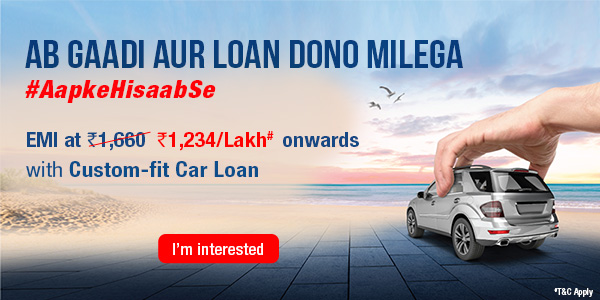 AB GAADI AUR LOAN DONO MILEGA
#AapkeHisaabSe
EMI at ₹1,660 ₹1,234/Lakh# onwards
with Custom-fit Car Loan
I'm interested
#T&C Apply